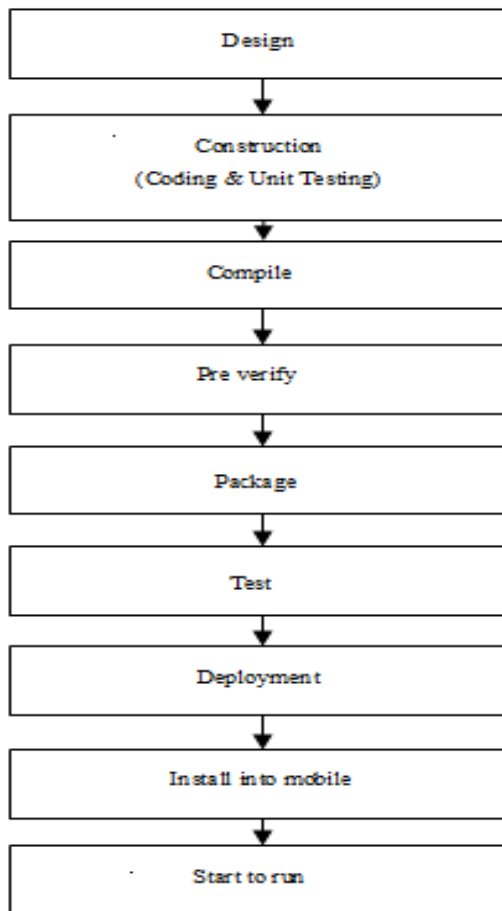 Design
Construction
(Coding & Unit Testing)
Compile
Pre verify
Package
Test
Deployment
Install into mobile
Start to run